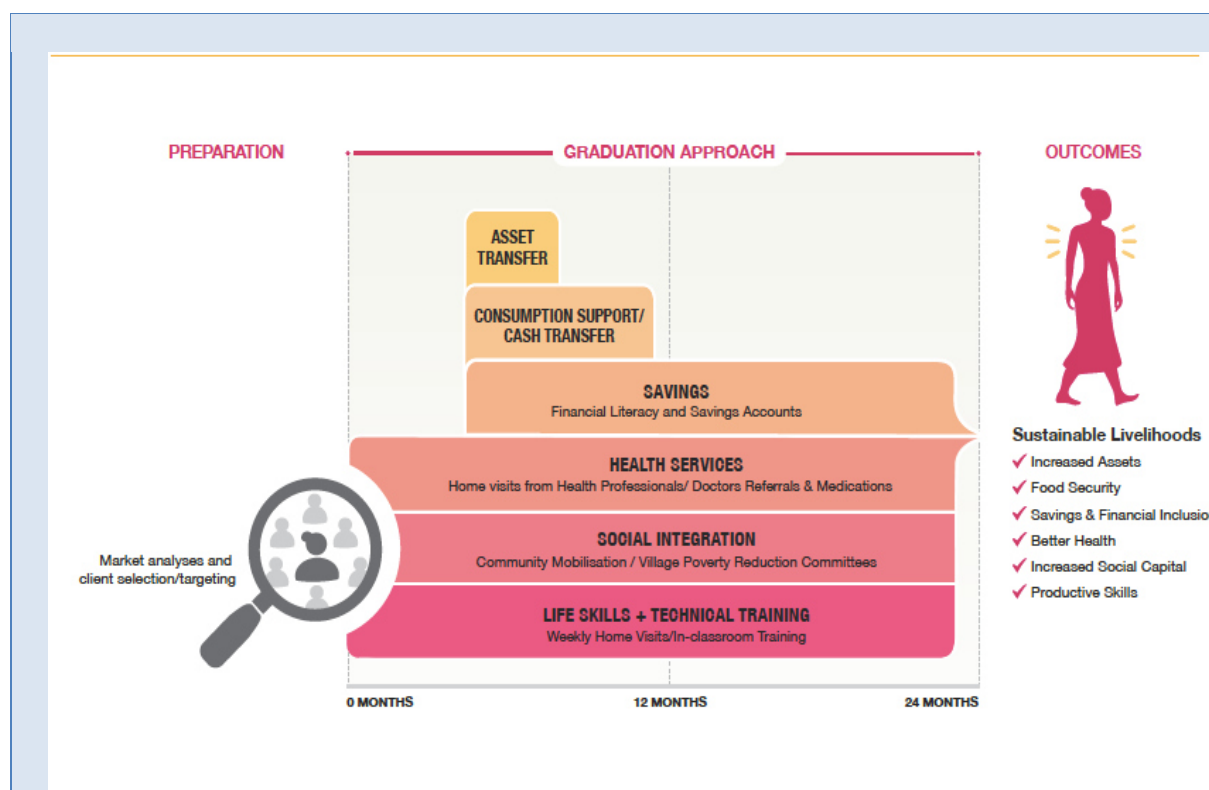 PREPARATION
GRADUATION APPROACH
OUTCOMES
ASSET
TRANSFER
CONSUMPTION SUPPORT/
CASH TRANSFER
SAVINGS
Financial Literacy and Savings Accounts
HEALTH SERVICES
Home visits from Health Professionals/ Doctors Referrals & Medications
SOCIAL INTEGRATION
Community Mobilisation / Village Poverty Reduction Committees
LIFE SKILLS + TECHNICAL TRAINING
Weekly Home Visits/In-classroom Training
Market analyses and
client selection/targeting
0 MONTHS
12 MONTHS
24 MONTHS
Sustainable Livelihoods
Increased Assets
Food Security
Savings & Financial Inclusio
Better Health
Increased Social Capital
Productive Skills